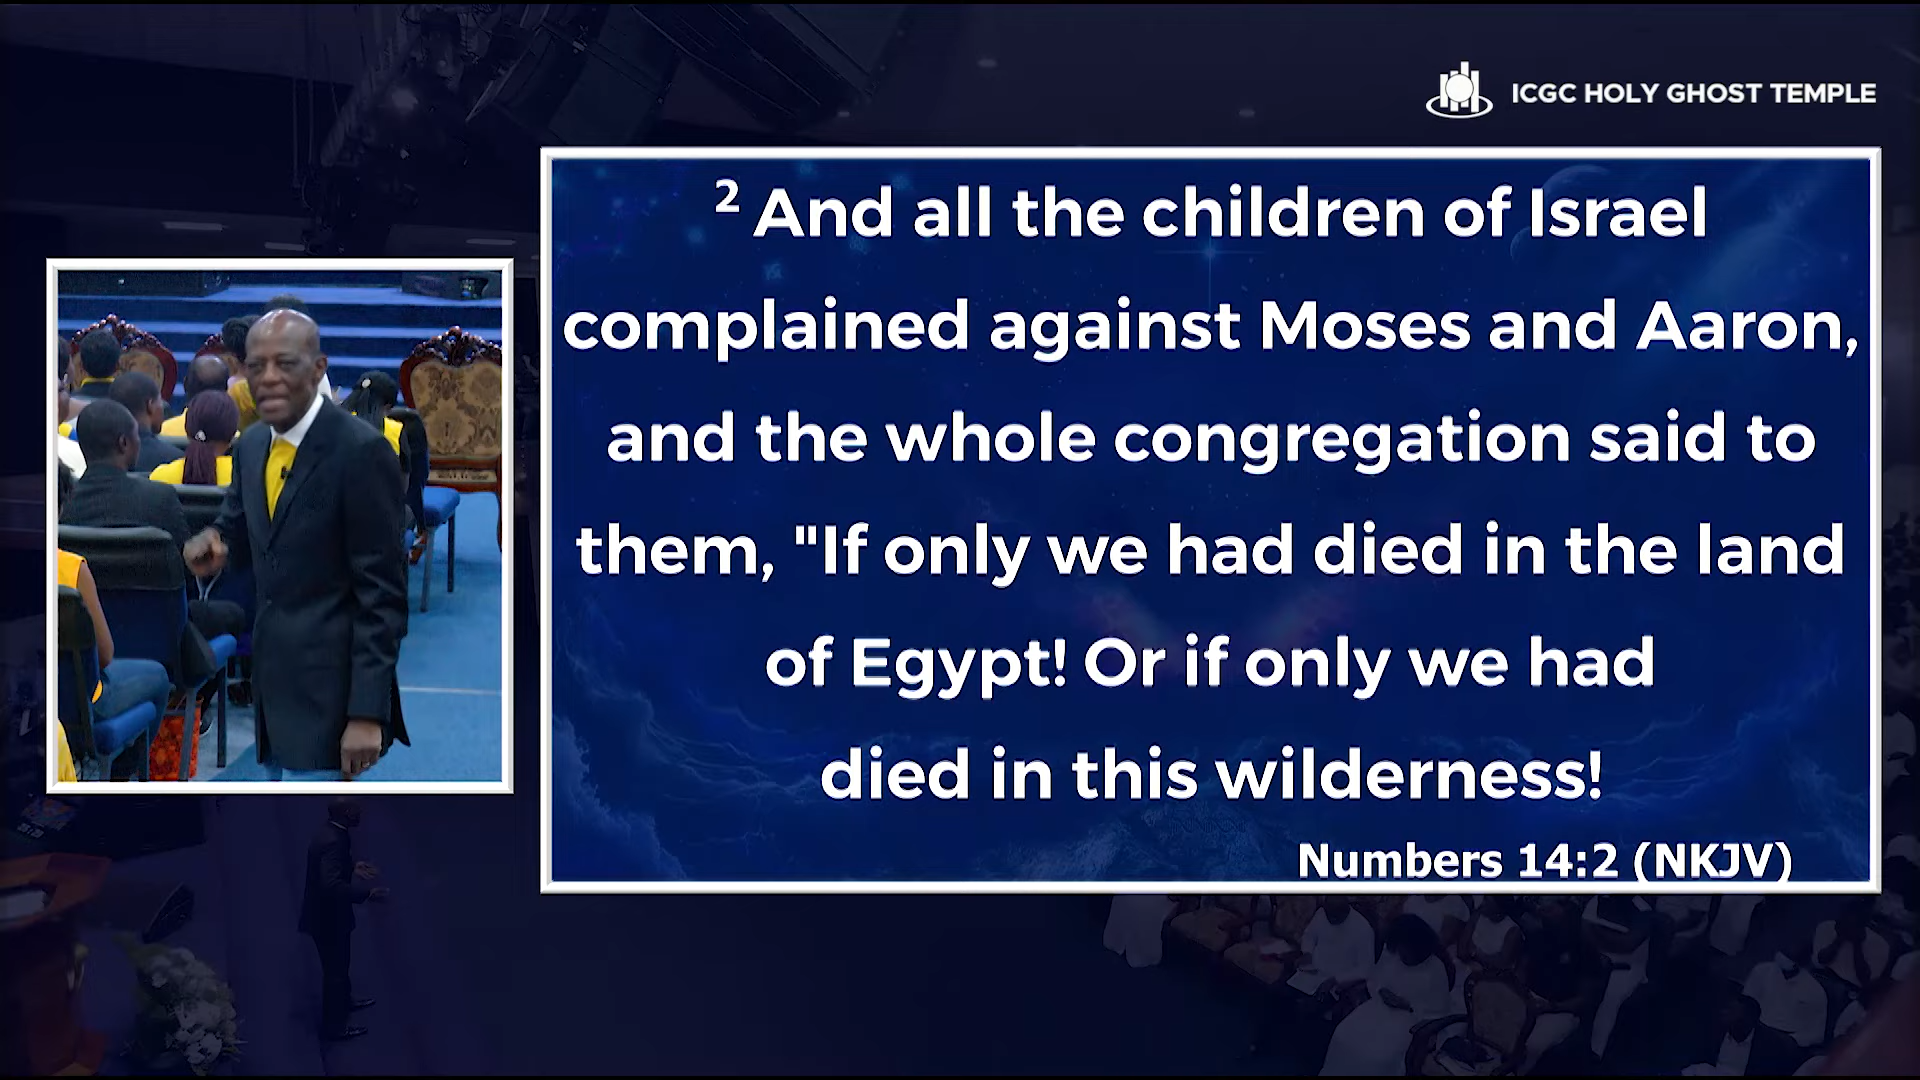 ICGC HOLY GHOST TEMPLE
2 And all the children of Israel
complained against Moses and Aaron,
and the whole congregation said to
them, "If only we had died in the land
of Egypt! Or if only we had
died in this wilderness!
Numbers 14:2 (NKJV)